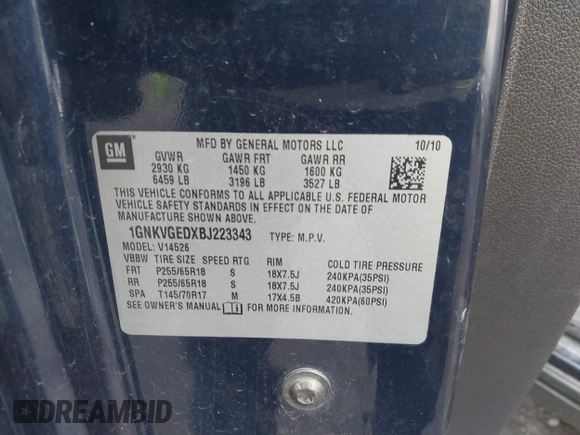 GM
MFD BY GENERAL MOTORS LLC 10/10
GVWR GAWR FRT GAWR RR
2930 KG 1450 KG 1600 KG
6459 LB 3196 LB 3527 LB
THIS VEHICLE CONFORMS TO ALL APPLICABLE U.S. FEDERAL MOTOR
VEHICLE SAFETY STANDARDS IN EFFECT ON THE DATE OF
MANUFACTURE SHOWN ABOVE.
1GNKVGEDXBJ223343 TYPE: M.P.V.
MODEL: V14526
VBBW TIRE SIZE SPEED RTG RIM COLD TIRE PRESSURE
FRT P255/65R18 S 18X7.5J 240KPA(35PSI)
RR P255/65R18 S 18X7.5J 240KPA(35PSI)
SPA T145/70R17 M 17X4.5B 420KPA(60PSI)
SEE OWNER'S MANUAL FOR MORE INFORMATION.
DREAMBID